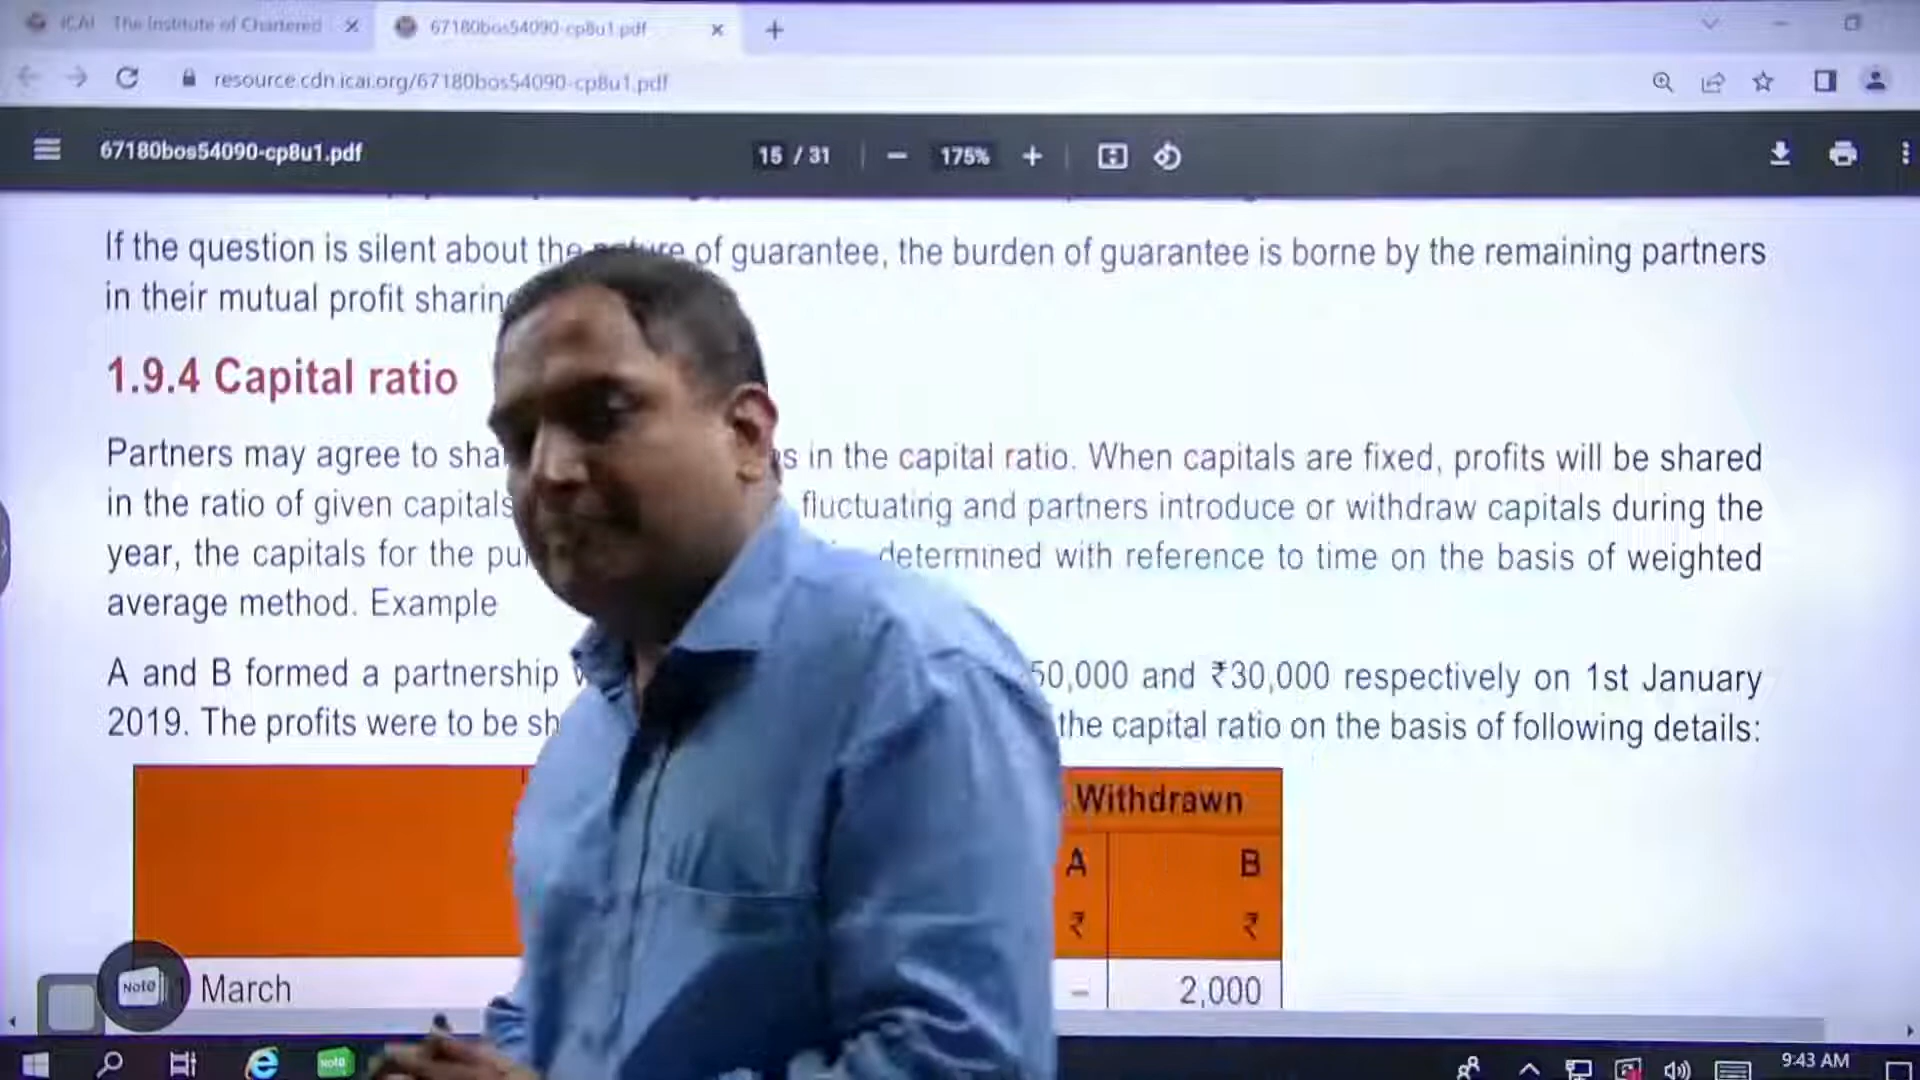 ICAI - The Institute of Chartered
67180bos54090-cp8u1.pdf
resource.cdn.icai.org/67180bos54090-cp8u1.pdf
67180bos54090-cp8u1.pdf
15 / 31
175%
If the question is silent about the nature of guarantee, the burden of guarantee is borne by the remaining partners
in their mutual profit sharing
1.9.4 Capital ratio
Partners may agree to in the capital ratio. When capitals are fixed, profits will be shared
in the ratio of given capitals fluctuating and partners introduce or withdraw capitals during the
year, the capitals for the determined with reference to time on the basis of weighted
average method. Example
A and B formed a partnership 50,000 and ₹30,000 respectively on 1st January
2019. The profits were to be the capital ratio on the basis of following details:
Withdrawn
A B
₹ ₹
March – 2,000
Note
Note
9:43 AM